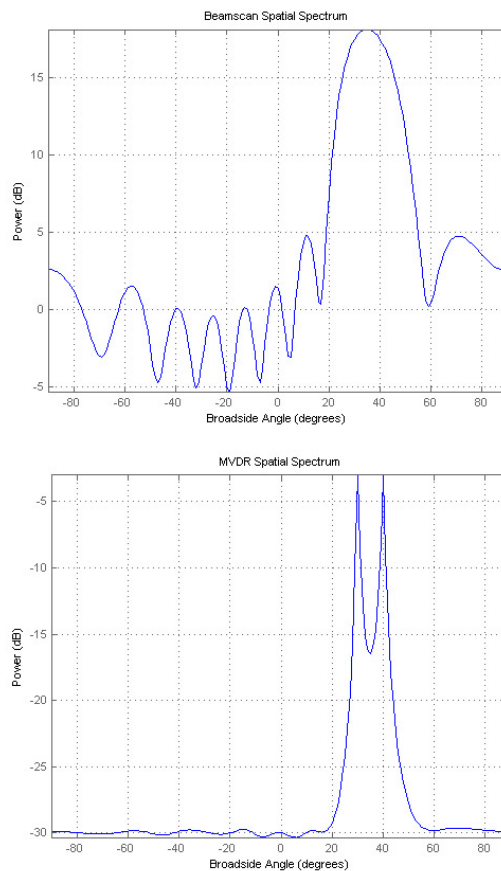 Beamscan Spatial Spectrum
Power (dB)
15
10
5
0
-5
-80 -60 -40 -20 0 20 40 60 80
Broadside Angle (degrees)
MVDR Spatial Spectrum
Power (dB)
-5
-10
-15
-20
-25
-30
-80 -60 -40 -20 0 20 40 60 80
Broadside Angle (degrees)